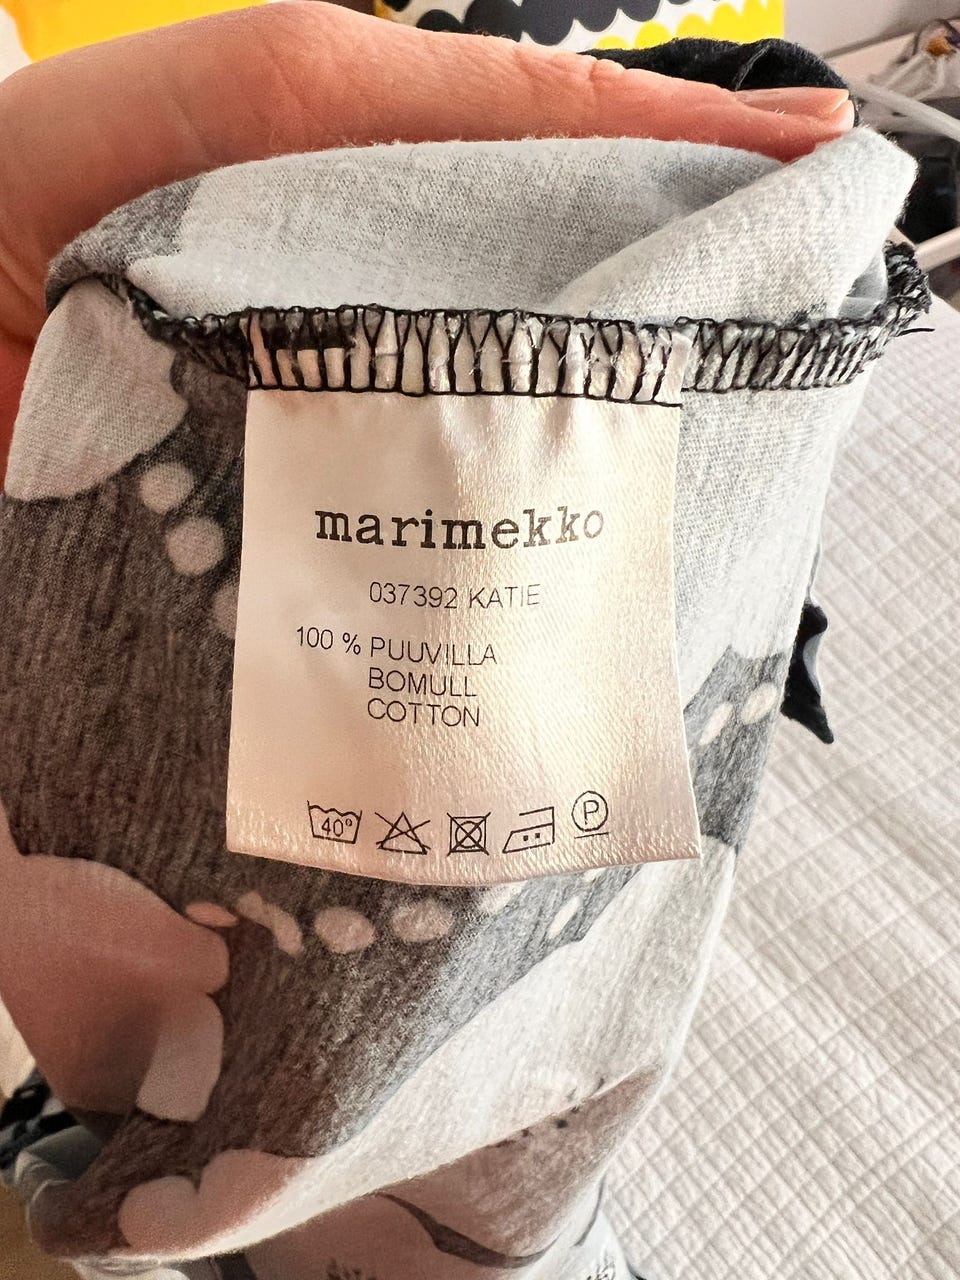 marimekko
037392 KATIE
100 % PUUVILLA
BOMULL
COTTON
40°
P